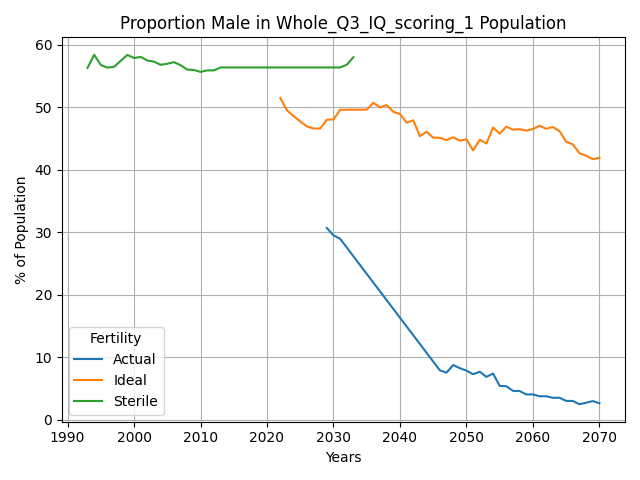 Proportion Male in Whole_Q3_IQ_scoring_1 Population
% of Population
60
50
40
30
20
10
0
Fertility
Actual
Ideal
Sterile
1990 2000 2010 2020 2030 2040 2050 2060 2070
Years